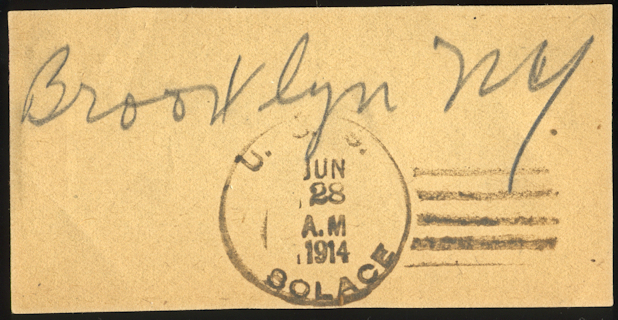 Brooklyn NY.
U. S. S.
JUN
28
A.M
1914
SOLACE